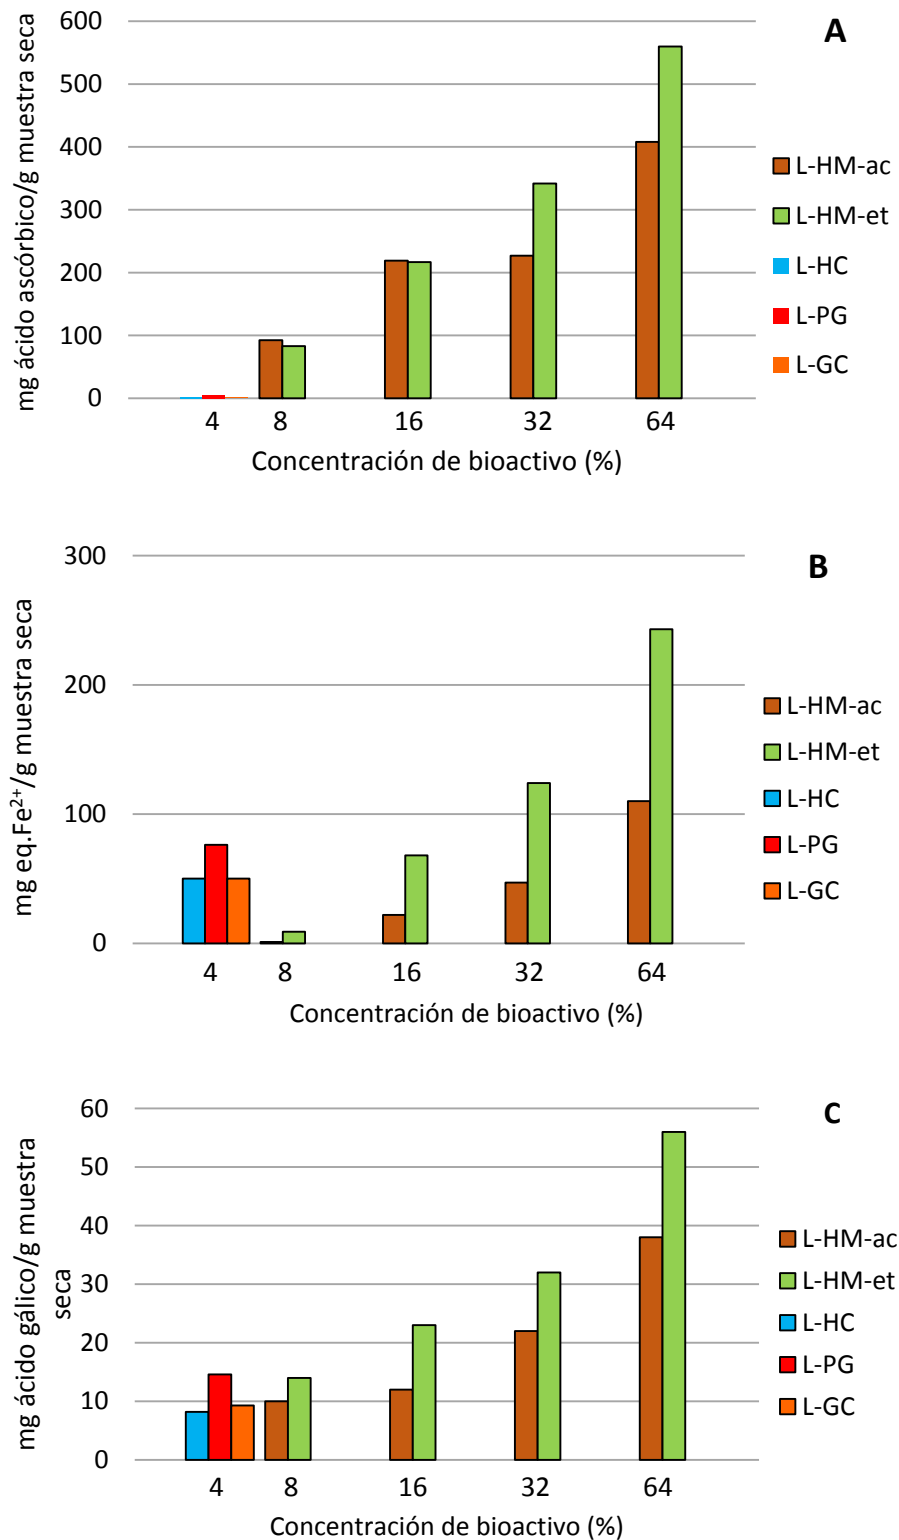 A
mg ácido ascórbico/g muestra seca
600
500
400
300
200
100
0
4 8 16 32 64
Concentración de bioactivo (%)
L-HM-ac
L-HM-et
L-HC
L-PG
L-GC
B
mg eq.Fe²⁺/g muestra seca
300
200
100
0
4 8 16 32 64
Concentración de bioactivo (%)
L-HM-ac
L-HM-et
L-HC
L-PG
L-GC
C
mg ácido gálico/g muestra
seca
60
50
40
30
20
10
0
4 8 16 32 64
Concentración de bioactivo (%)
L-HM-ac
L-HM-et
L-HC
L-PG
L-GC